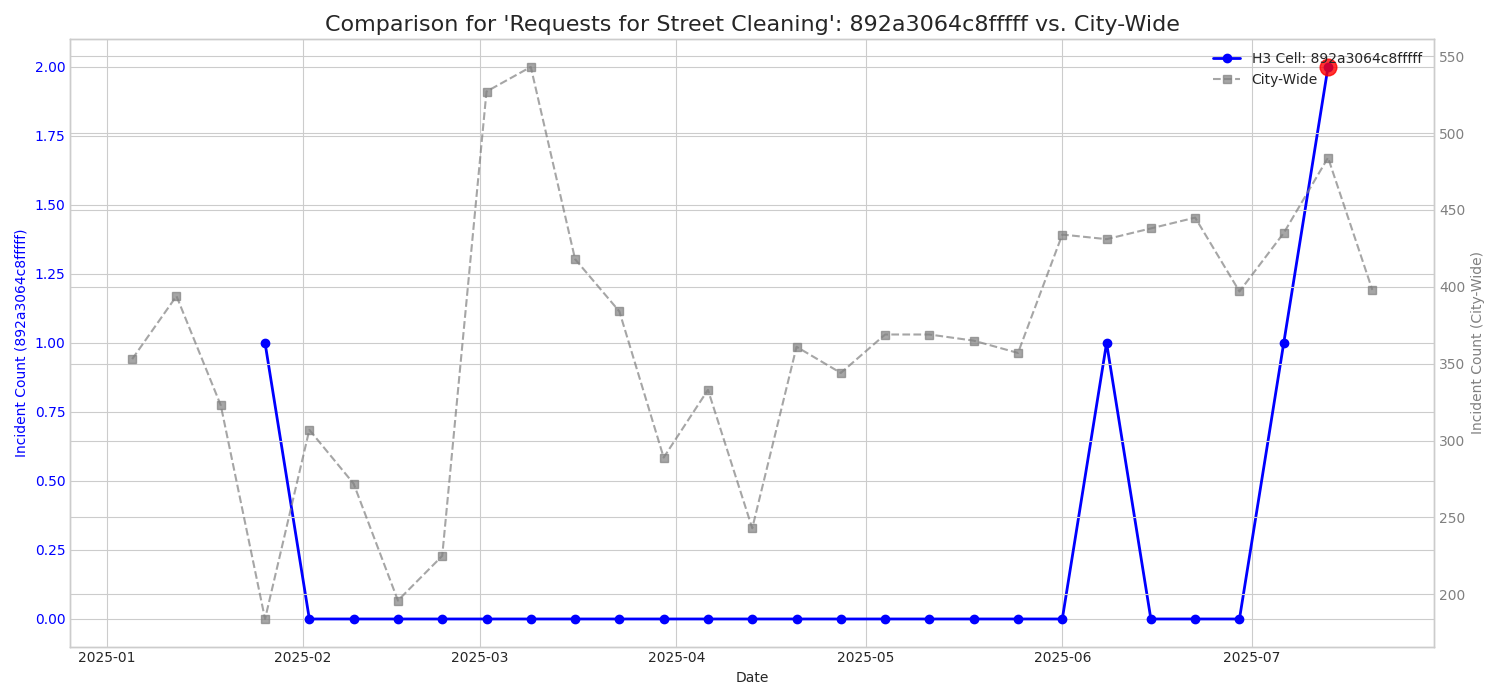 Comparison for 'Requests for Street Cleaning': 892a3064c8fffff vs. City-Wide
H3 Cell: 892a3064c8fffff
City-Wide
Incident Count (892a3064c8fffff)
2.00
1.75
1.50
1.25
1.00
0.75
0.50
0.25
0.00
550
500
450
400
350
300
250
200
Incident Count (City-Wide)
2025-01 2025-02 2025-03 2025-04 2025-05 2025-06 2025-07
Date